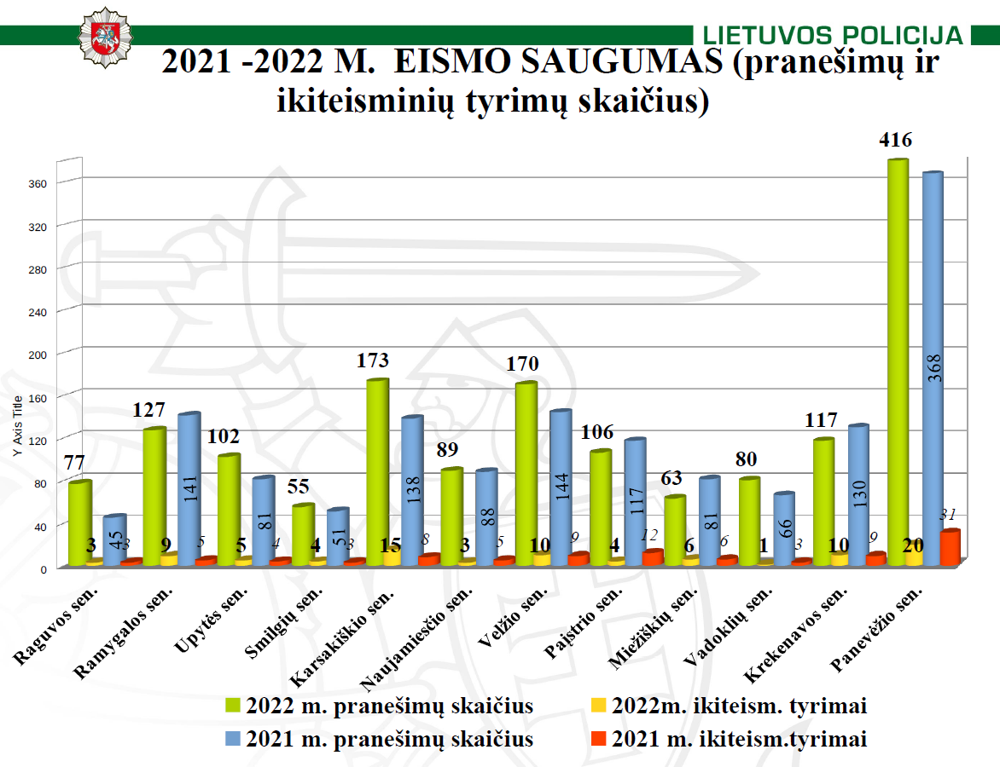 LIETUVOS POLICIJA
2021 -2022 M. EISMO SAUGUMAS (pranešimų ir
ikiteisminių tyrimų skaičius)
416
360
320
280
240
200
160
120
80
40
0
Y Axis Title
77
3
45
3
127
9
141
5
102
5
81
4
55
4
51
3
173
15
138
8
89
3
88
5
170
10
144
9
106
4
117
12
63
6
81
6
80
1
66
3
117
10
130
9
20
368
31
Raguvos sen.
Ramygalos sen.
Upytės sen.
Smilgių sen.
Karsakiškio sen.
Naujamiesčio sen.
Velžio sen.
Paįstrio sen.
Miežiškių sen.
Vadoklių sen.
Krekenavos sen.
Panevėžio sen.
2022 m. pranešimų skaičius
2022m. ikiteism. tyrimai
2021 m. pranešimų skaičius
2021 m. ikiteism.tyrimai